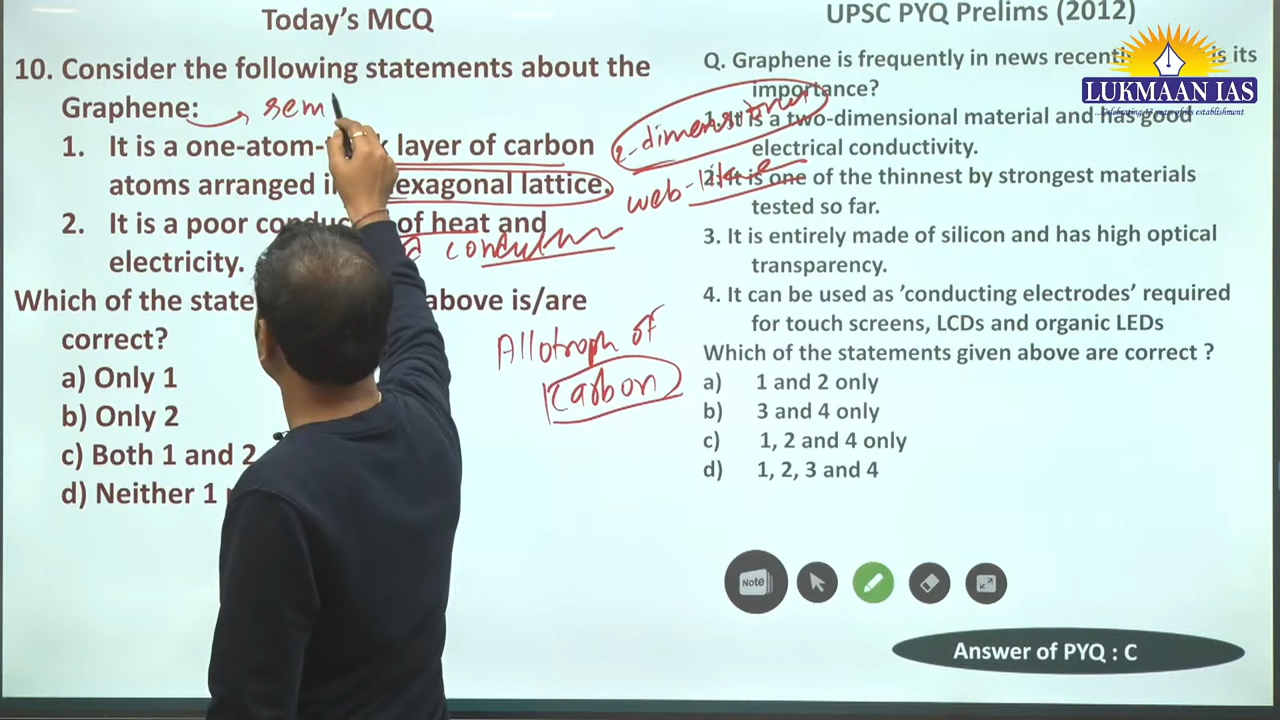 Today's MCQ
10. Consider the following statements about the
Graphene: sem
1. It is a one-atom- layer of carbon
atoms arranged hexagonal lattice.
2. It is a poor of heat and
electricity.
Which of the above is/are
correct?
a) Only 1
b) Only 2
c) Both 1 and 2
d) Neither 1
2-dimensional
web-like
Allotroph of
carbon
UPSC PYQ Prelims (2012)
Q. Graphene is frequently in news is its
importance?
1. It is a two-dimensional material and has good
electrical conductivity.
2. It is one of the thinnest by strongest materials
tested so far.
3. It is entirely made of silicon and has high optical
transparency.
4. It can be used as 'conducting electrodes' required
for touch screens, LCDs and organic LEDs
Which of the statements given above are correct ?
a) 1 and 2 only
b) 3 and 4 only
c) 1, 2 and 4 only
d) 1, 2, 3 and 4
LUKMAAN IAS
Note
Answer of PYQ : C